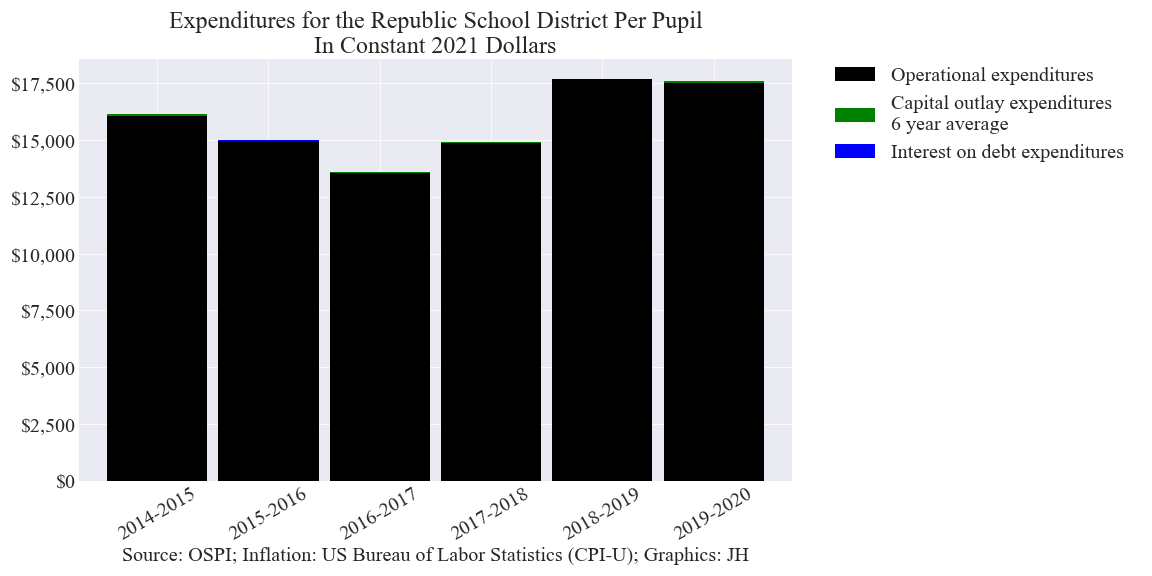 Expenditures for the Republic School District Per Pupil
In Constant 2021 Dollars
$17,500
$15,000
$12,500
$10,000
$7,500
$5,000
$2,500
$0
2014-2015
2015-2016
2016-2017
2017-2018
2018-2019
2019-2020
Source: OSPI; Inflation: US Bureau of Labor Statistics (CPI-U); Graphics: JH
Operational expenditures
Capital outlay expenditures
6 year average
Interest on debt expenditures